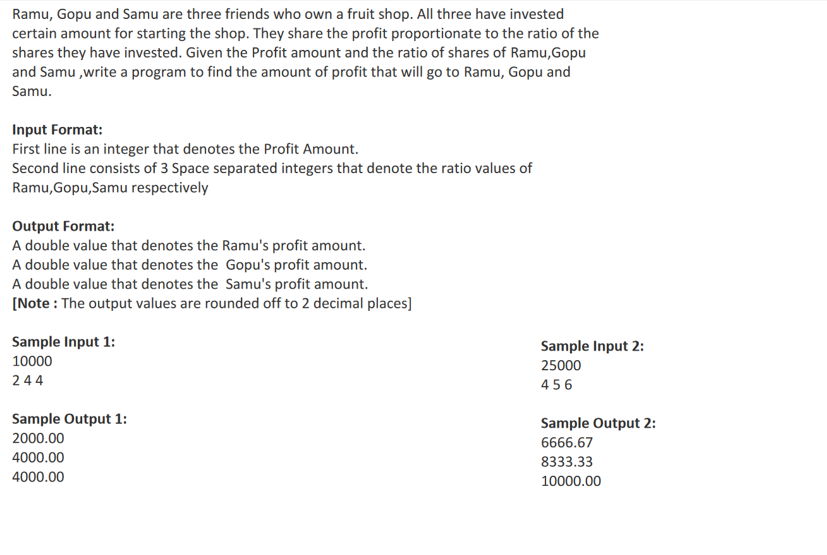 Ramu, Gopu and Samu are three friends who own a fruit shop. All three have invested
certain amount for starting the shop. They share the profit proportionate to the ratio of the
shares they have invested. Given the Profit amount and the ratio of shares of Ramu,Gopu
and Samu ,write a program to find the amount of profit that will go to Ramu, Gopu and
Samu.
Input Format:
First line is an integer that denotes the Profit Amount.
Second line consists of 3 Space separated integers that denote the ratio values of
Ramu,Gopu,Samu respectively
Output Format:
A double value that denotes the Ramu's profit amount.
A double value that denotes the  Gopu's profit amount.
A double value that denotes the  Samu's profit amount.
[Note : The output values are rounded off to 2 decimal places]
Sample Input 1:
10000
2 4 4
Sample Output 1:
2000.00
4000.00
4000.00
Sample Input 2:
25000
4 5 6
Sample Output 2:
6666.67
8333.33
10000.00